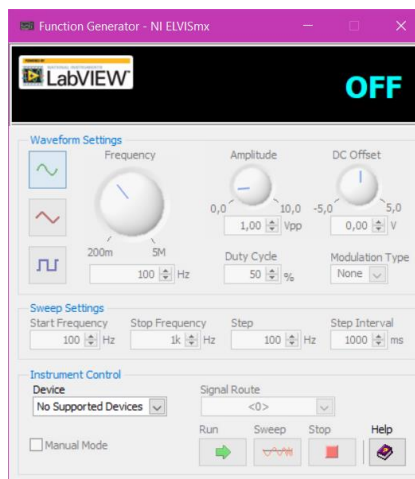 Function Generator - NI ELVISmx
LabVIEW
OFF
Waveform Settings
Frequency
Amplitude
DC Offset
0,0
10,0
-5,0
5,0
1,00 Vpp
0,00 V
200m
5M
Duty Cycle
Modulation Type
100 Hz
50 %
None
Sweep Settings
Start Frequency
Stop Frequency
Step
Step Interval
100 Hz
1k Hz
100 Hz
1000 ms
Instrument Control
Device
Signal Route
No Supported Devices
<0>
Run
Sweep
Stop
Help
Manual Mode